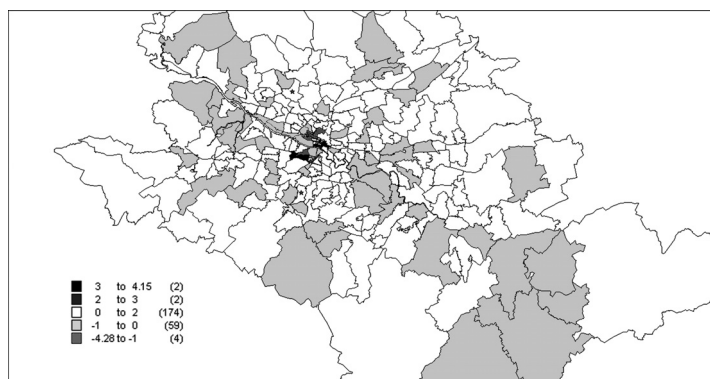 3 to 4.15 (2)
2 to 3 (2)
0 to 2 (174)
-1 to 0 (59)
-4.28 to -1 (4)